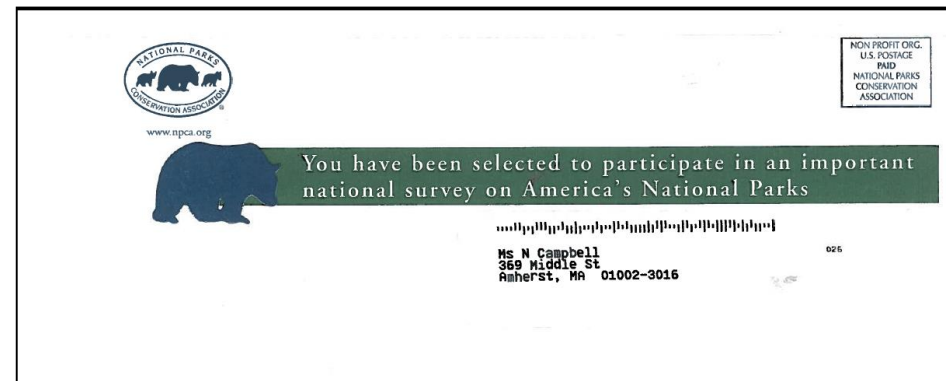 NATIONAL PARKS
CONSERVATION ASSOCIATION
®
www.npca.org
NON PROFIT ORG.
U.S. POSTAGE
PAID
NATIONAL PARKS
CONSERVATION
ASSOCIATION
You have been selected to participate in an important
national survey on America's National Parks
Ms N Campbell
026
369 Middle St
Amherst, MA 01002-3016